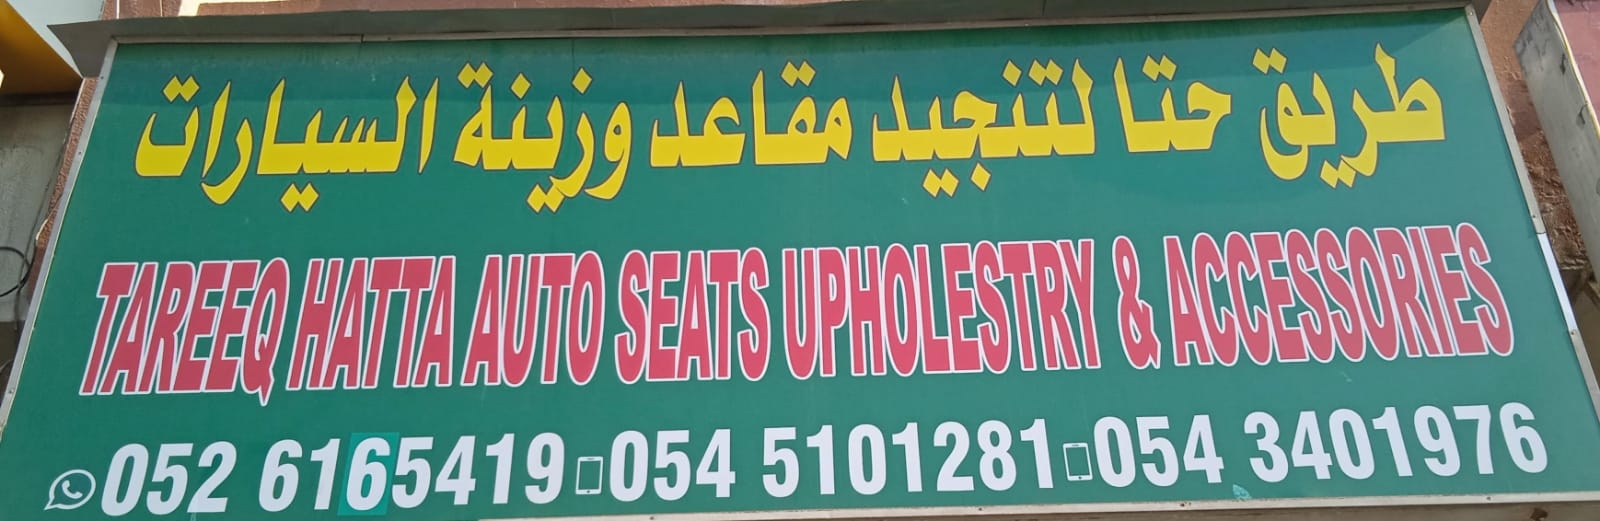 طريق حتا لتنجيد مقاعد وزينة السيارات
TAREEQ HATTA AUTO SEATS UPHOLESTRY & ACCESSORIES
052 6165419 054 5101281 054 3401976